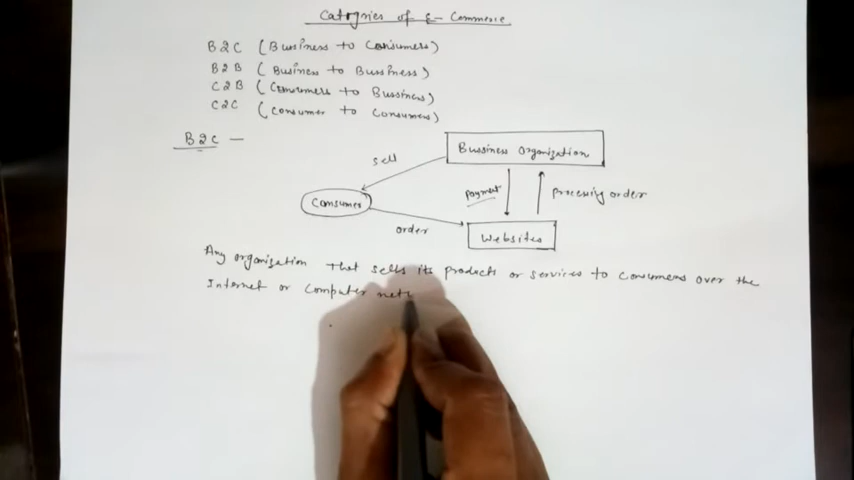 Catogries of E-Commerce
B2C (Bussiness to Consumers)
B2B (Business to Bussiness)
C2B (Consumers to Bussiness)
C2C (Consumer to Consumers)
B2C -
Bussiness Organization
sell
payment
processing order
Consumer
order
Websites
Any organization That sells its products or services to consumers over the
Internet or Computer netw